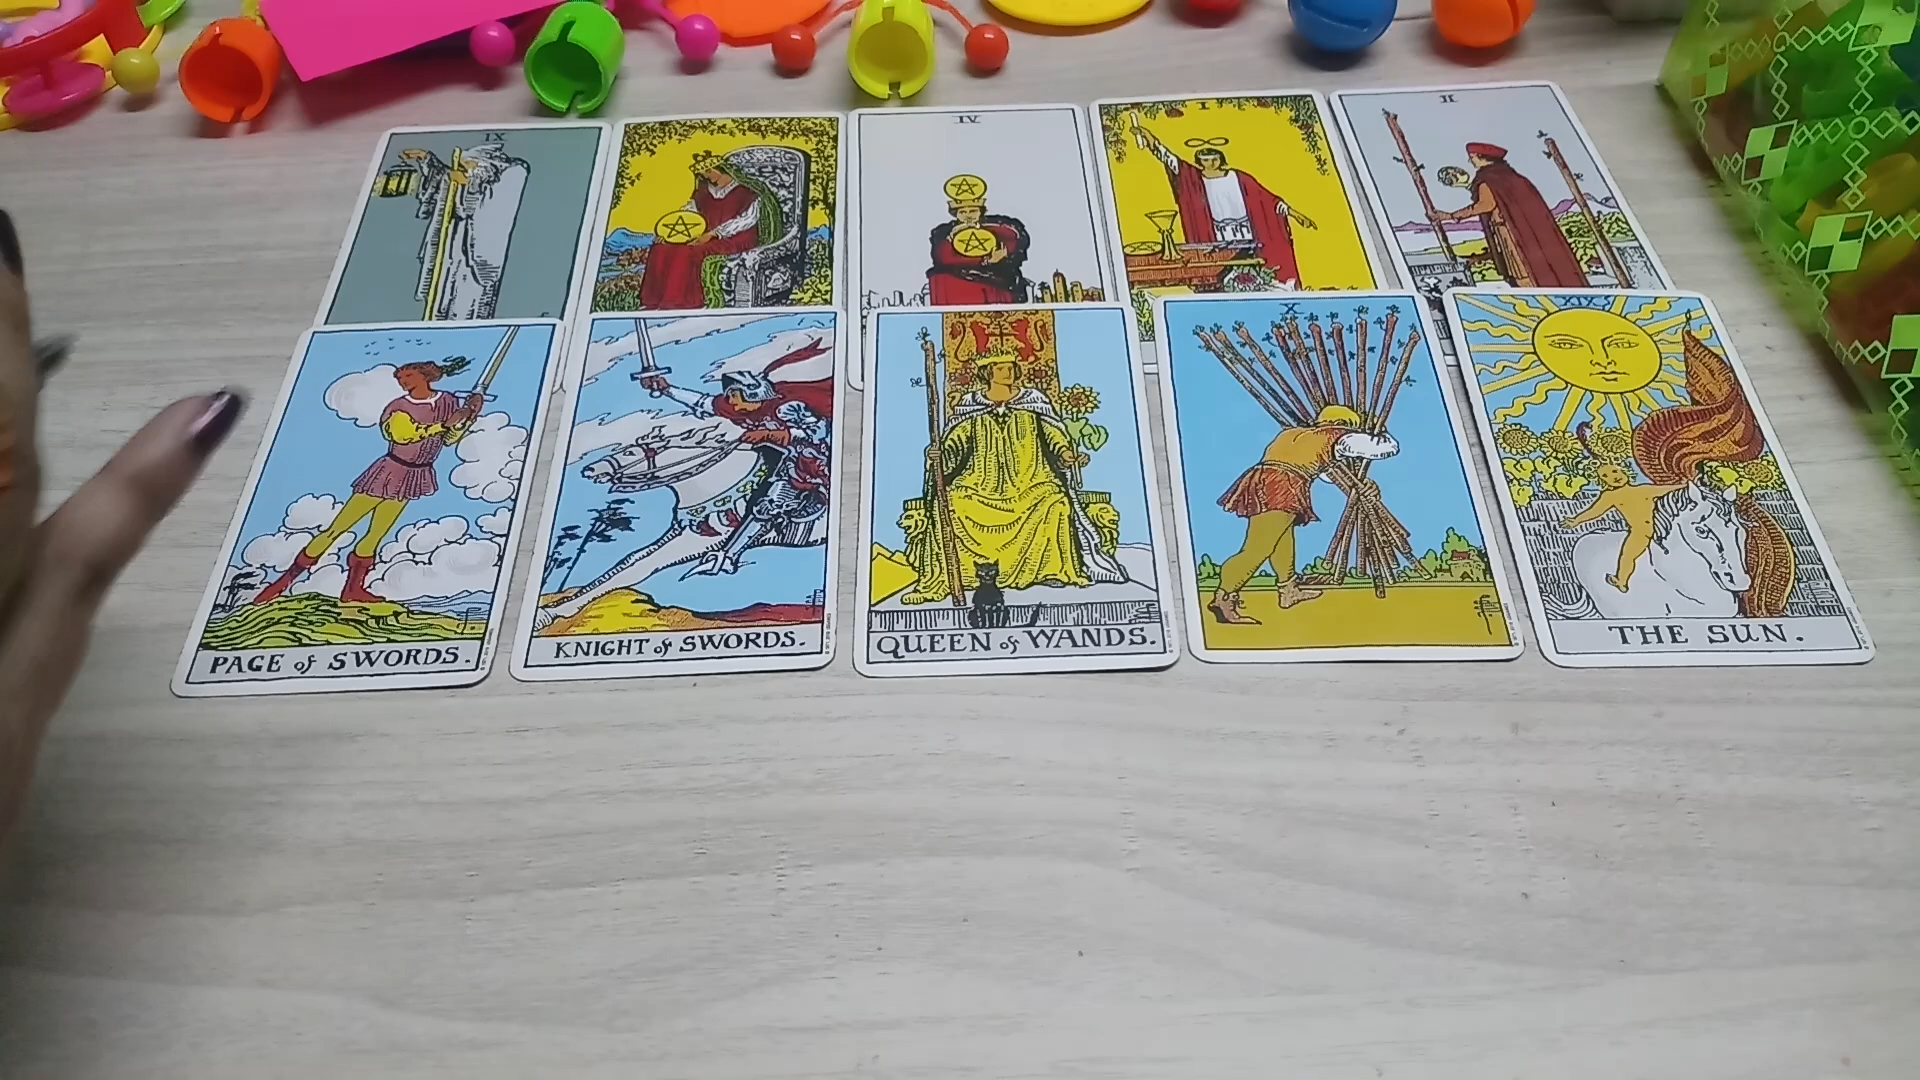 IX
IV
I
II
X
XIX
PAGE of SWORDS.
KNIGHT of SWORDS.
QUEEN of WANDS.
THE SUN.